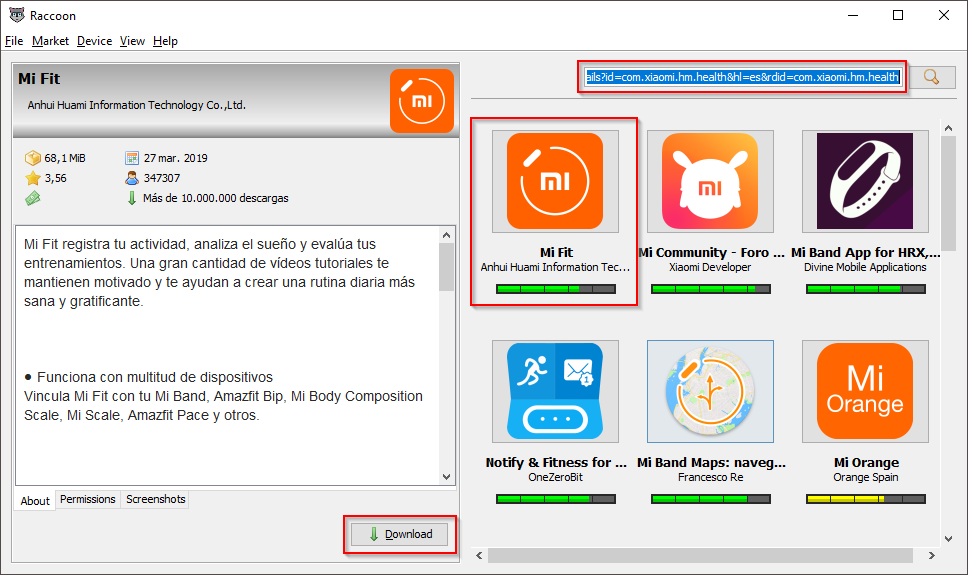 Raccoon
File Market Device View Help
Mi Fit
Anhui Huami Information Technology Co.,Ltd.
mi
68,1 MiB
27 mar. 2019
3,56
347307
Más de 10.000.000 descargas
Mi Fit registra tu actividad, analiza el sueño y evalúa tus
entrenamientos. Una gran cantidad de vídeos tutoriales te
mantienen motivado y te ayudan a crear una rutina diaria más
sana y gratificante.
● Funciona con multitud de dispositivos
Vincula Mi Fit con tu Mi Band, Amazfit Bip, Mi Body Composition
Scale, Mi Scale, Amazfit Pace y otros.
About Permissions Screenshots
Download
ails?id=com.xiaomi.hm.health&hl=es&rdid=com.xiaomi.hm.health
mi
Mi Fit
Anhui Huami Information Tec...
mi
Mi Community - Foro ...
Xiaomi Developer
Mi Band App for HRX,...
Divine Mobile Applications
1
Notify & Fitness for ...
OneZeroBit
Mi Band Maps: naveg...
Francesco Re
Mi
Orange
Mi Orange
Orange Spain